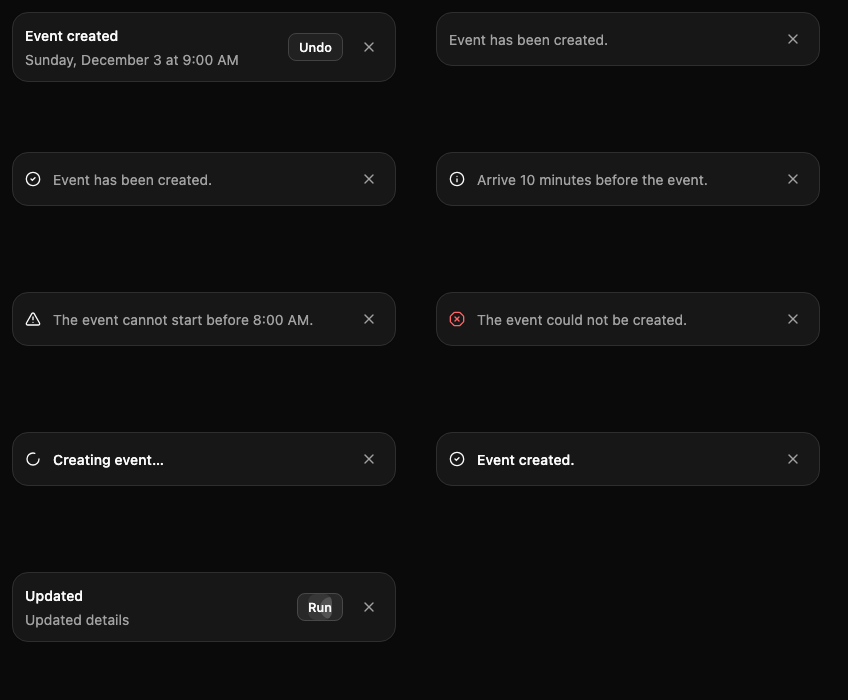 Event created
Sunday, December 3 at 9:00 AM
Undo
Event has been created.
Event has been created.
Arrive 10 minutes before the event.
The event cannot start before 8:00 AM.
The event could not be created.
Creating event...
Event created.
Updated
Updated details
Run